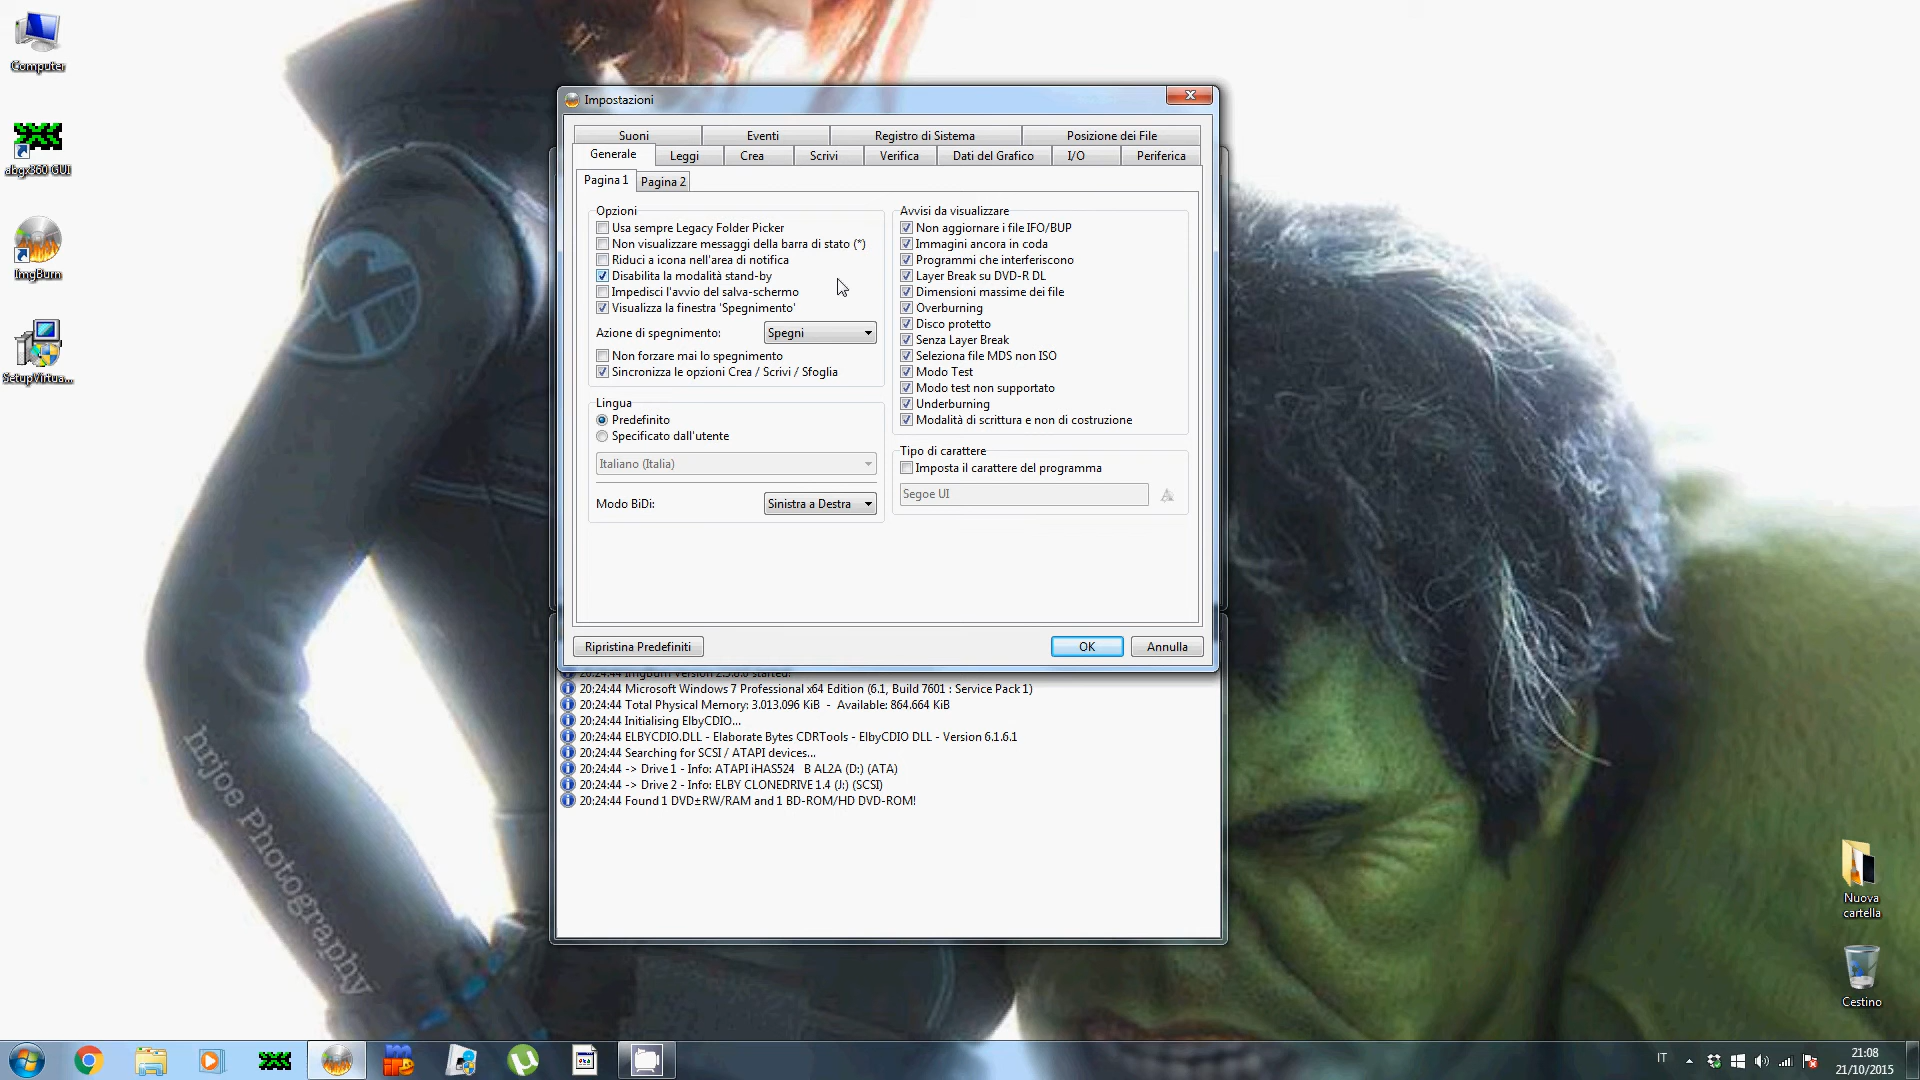 Computer
abgx360 GUI
ImgBurn
SetupVirtua...
Impostazioni
Suoni
Eventi
Registro di Sistema
Posizione dei File
Generale
Leggi
Crea
Scrivi
Verifica
Dati del Grafico
I/O
Periferica
Pagina 1
Pagina 2
Opzioni
Usa sempre Legacy Folder Picker
Non visualizzare messaggi della barra di stato (*)
Riduci a icona nell'area di notifica
Disabilita la modalità stand-by
Impedisci l'avvio del salva-schermo
Visualizza la finestra 'Spegnimento'
Azione di spegnimento:
Spegni
Non forzare mai lo spegnimento
Sincronizza le opzioni Crea / Scrivi / Sfoglia
Lingua
Predefinito
Specificato dall'utente
Italiano (Italia)
Modo BiDi:
Sinistra a Destra
Avvisi da visualizzare
Non aggiornare i file IFO/BUP
Immagini ancora in coda
Programmi che interferiscono
Layer Break su DVD-R DL
Dimensioni massime dei file
Overburning
Disco protetto
Senza Layer Break
Seleziona file MDS non ISO
Modo Test
Modo test non supportato
Underburning
Modalità di scrittura e non di costruzione
Tipo di carattere
Imposta il carattere del programma
Segoe UI
Ripristina Predefiniti
OK
Annulla
20:24:44 ImgBurn Version 2.5.8.0 started!
20:24:44 Microsoft Windows 7 Professional x64 Edition (6.1, Build 7601 : Service Pack 1)
20:24:44 Total Physical Memory: 3.013.096 KiB - Available: 864.664 KiB
20:24:44 Initialising ElbyCDIO...
20:24:44 ELBYCDIO.DLL - Elaborate Bytes CDRTools - ElbyCDIO DLL - Version 6.1.6.1
20:24:44 Searching for SCSI / ATAPI devices...
20:24:44 -> Drive 1 - Info: ATAPI iHAS524 B AL2A (D:) (ATA)
20:24:44 -> Drive 2 - Info: ELBY CLONEDRIVE 1.4 (J:) (SCSI)
20:24:44 Found 1 DVD±RW/RAM and 1 BD-ROM/HD DVD-ROM!
hrjoe Photography
Nuova
cartella
Cestino
IT
21:08
21/10/2015